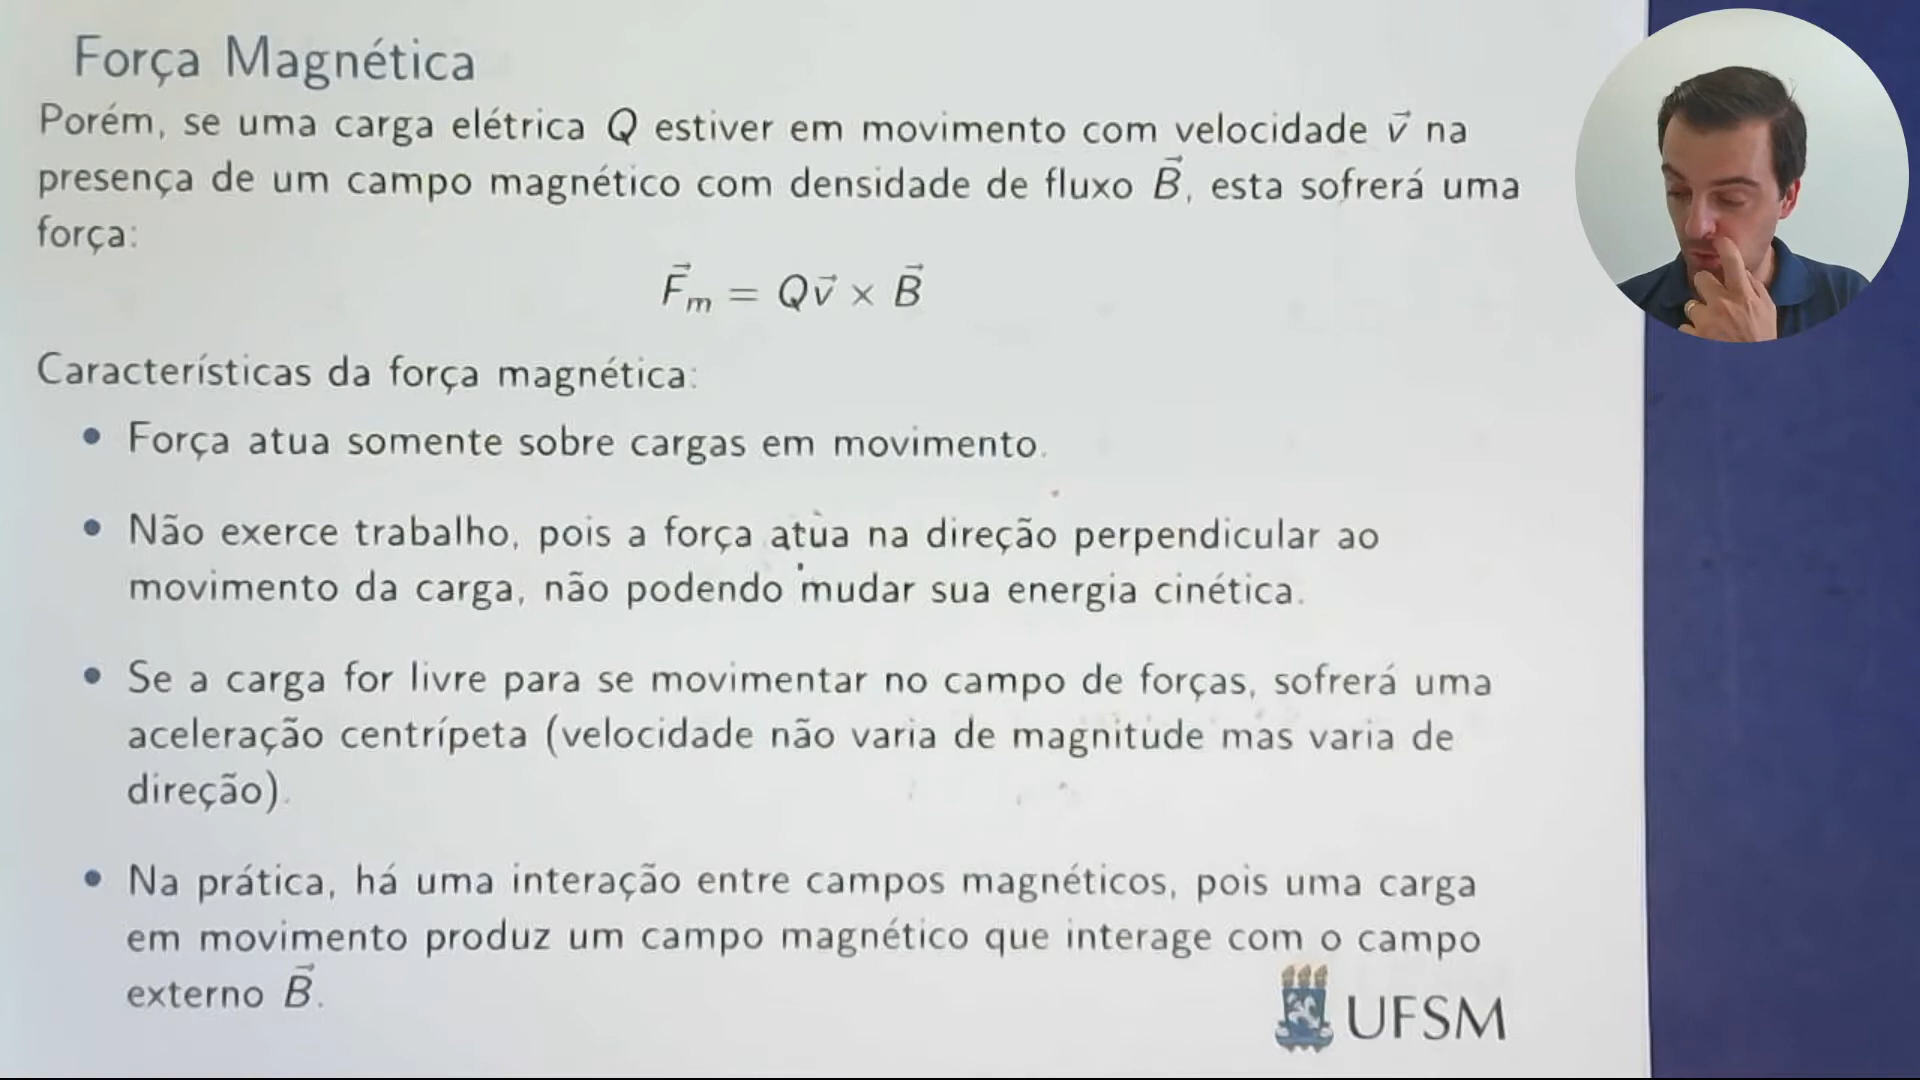 Força Magnética
Porém, se uma carga elétrica Q estiver em movimento com velocidade v⃗ na
presença de um campo magnético com densidade de fluxo B⃗, esta sofrerá uma
força:
F⃗ₘ = Qv⃗ × B⃗
Características da força magnética:
• Força atua somente sobre cargas em movimento.
• Não exerce trabalho, pois a força atua na direção perpendicular ao
movimento da carga, não podendo mudar sua energia cinética.
• Se a carga for livre para se movimentar no campo de forças, sofrerá uma
aceleração centrípeta (velocidade não varia de magnitude mas varia de
direção).
• Na prática, há uma interação entre campos magnéticos, pois uma carga
em movimento produz um campo magnético que interage com o campo
externo B⃗.
UFSM